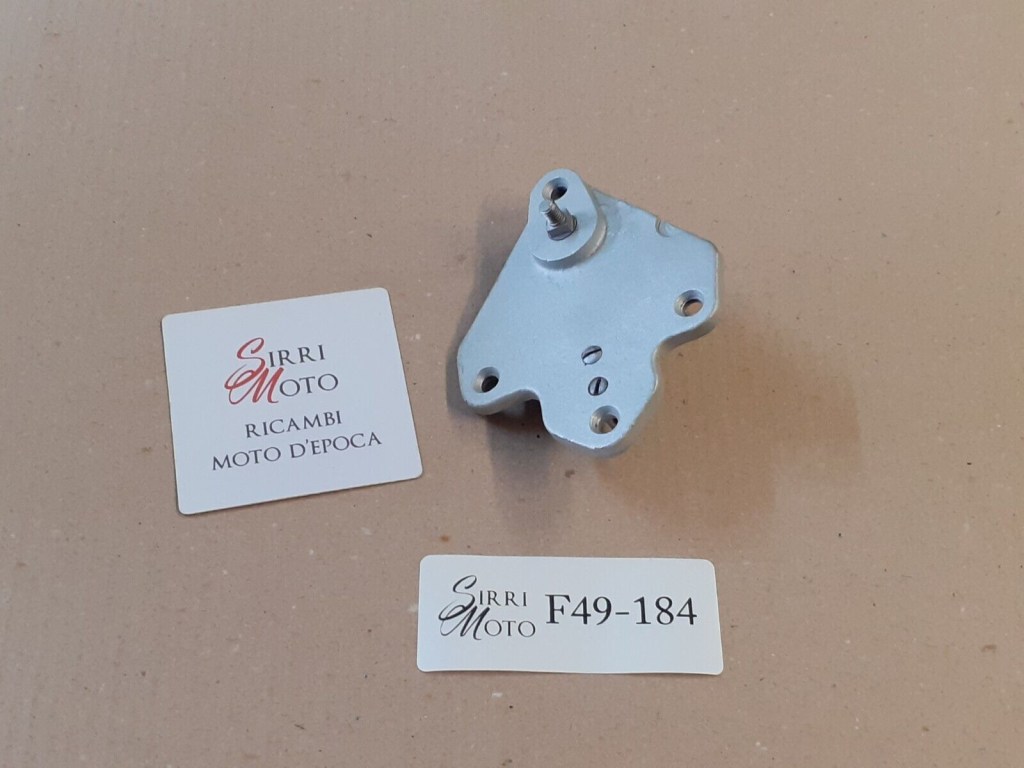 SIRRI
MOTO
RICAMBI
MOTO D'EPOCA
SIRRI
MOTO
F49-184